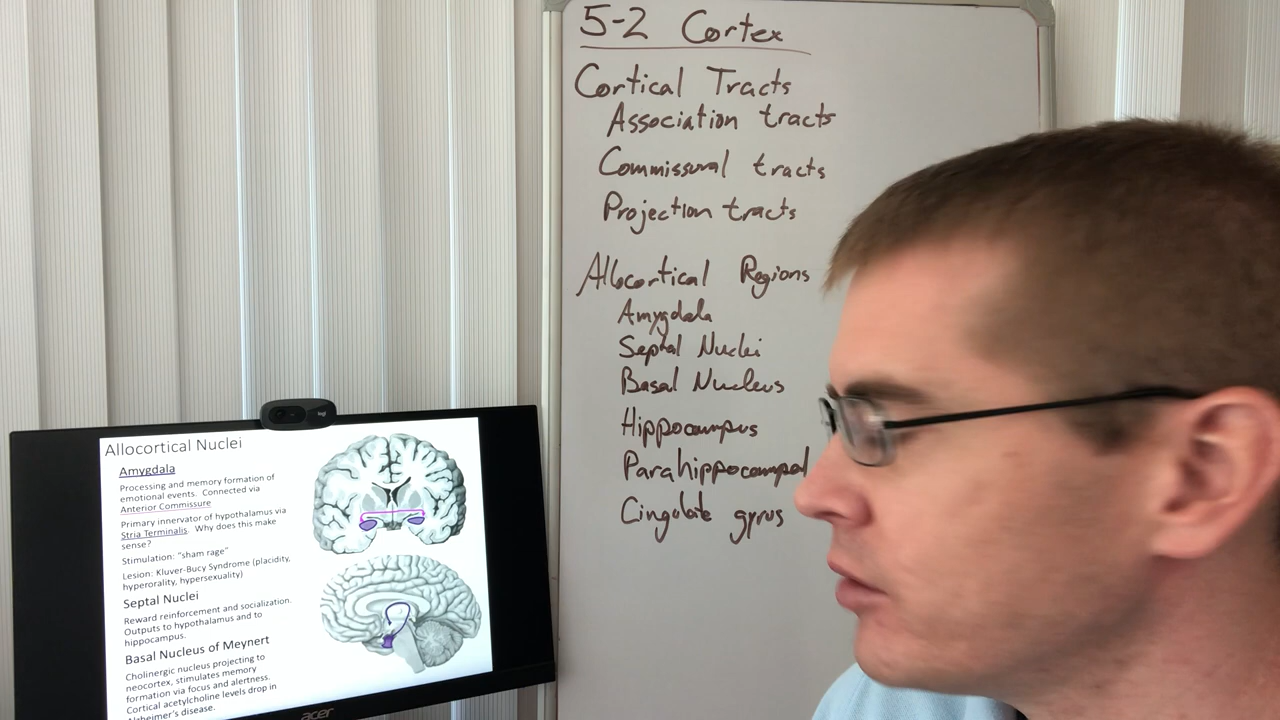 5-2 Cortex
Cortical Tracts
Association tracts
Commissural tracts
Projection tracts
Allocortical Regions
Amygdala
Septal Nuclei
Basal Nucleus
Hippocampus
Parahippocampal
Cingulate gyrus
Allocortical Nuclei
Amygdala
Processing and memory formation of
emotional events. Connected via
Anterior Commissure
Primary innervator of hypothalamus via
Stria Terminalis. Why does this make
sense?
Stimulation: "sham rage"
Lesion: Kluver-Bucy Syndrome (placidity,
hyperorality, hypersexuality)
Septal Nuclei
Reward reinforcement and socialization.
Outputs to hypothalamus and to
hippocampus.
Basal Nucleus of Meynert
Cholinergic nucleus projecting to
neocortex, stimulates memory
formation via focus and alertness.
Cortical acetylcholine levels drop in
Alzheimer's disease.
acer